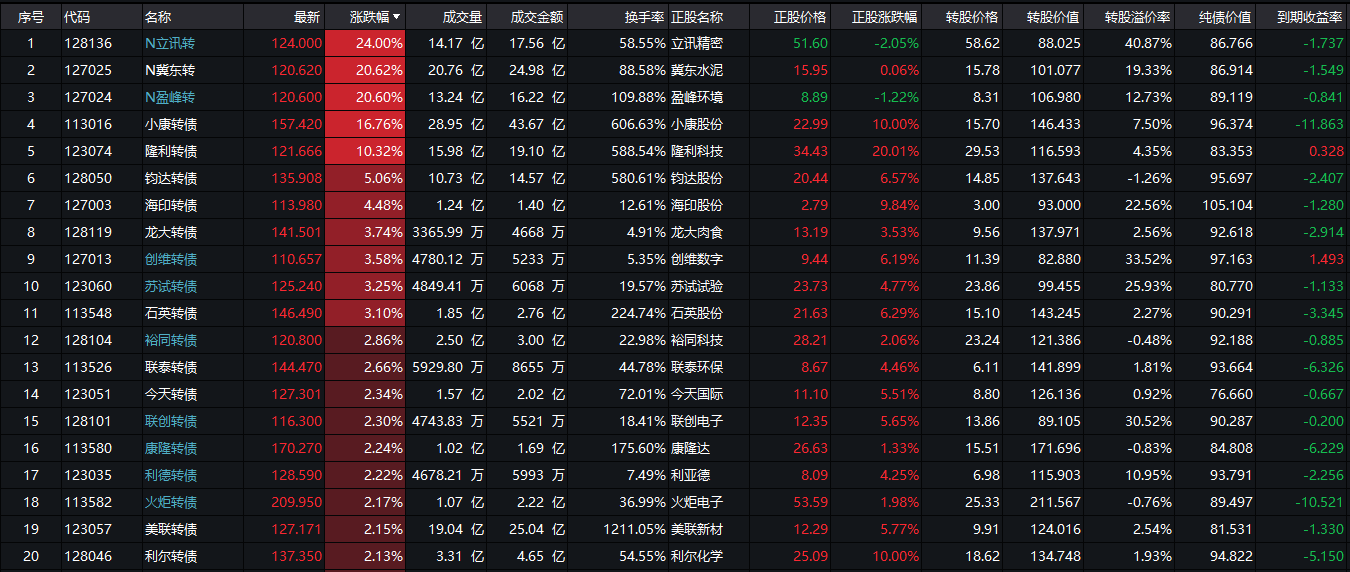 序号 代码 名称 最新 涨跌幅 成交量 成交金额 换手率 正股名称 正股价格 正股涨跌幅 转股价格 转股价值 转股溢价率 纯债价值 到期收益率
1 128136 N立讯转 124.000 24.00% 14.17 亿 17.56 亿 58.55% 立讯精密 51.60 -2.05% 58.62 88.025 40.87% 86.766 -1.737
2 127025 N冀东转 120.620 20.62% 20.76 亿 24.98 亿 88.58% 冀东水泥 15.95 0.06% 15.78 101.077 19.33% 86.914 -1.549
3 127024 N盈峰转 120.600 20.60% 13.24 亿 16.22 亿 109.88% 盈峰环境 8.89 -1.22% 8.31 106.980 12.73% 89.119 -0.841
4 113016 小康转债 157.420 16.76% 28.95 亿 43.67 亿 606.63% 小康股份 22.99 10.00% 15.70 146.433 7.50% 96.374 -11.863
5 123074 隆利转债 121.666 10.32% 15.98 亿 19.10 亿 588.54% 隆利科技 34.43 20.01% 29.53 116.593 4.35% 83.353 0.328
6 128050 钧达转债 135.908 5.06% 10.73 亿 14.57 亿 580.61% 钧达股份 20.44 6.57% 14.85 137.643 -1.26% 95.697 -2.407
7 127003 海印转债 113.980 4.48% 1.24 亿 1.40 亿 12.61% 海印股份 2.79 9.84% 3.00 93.000 22.56% 105.104 -1.280
8 128119 龙大转债 141.501 3.74% 3365.99 万 4668 万 4.91% 龙大肉食 13.19 3.53% 9.56 137.971 2.56% 92.618 -2.914
9 127013 创维转债 110.657 3.58% 4780.12 万 5233 万 5.35% 创维数字 9.44 6.19% 11.39 82.880 33.52% 97.163 1.493
10 123060 苏试转债 125.240 3.25% 4849.41 万 6068 万 19.57% 苏试试验 23.73 4.77% 23.86 99.455 25.93% 80.770 -1.133
11 113548 石英转债 146.490 3.10% 1.85 亿 2.76 亿 224.74% 石英股份 21.63 6.29% 15.10 143.245 2.27% 90.291 -3.345
12 128104 裕同转债 120.800 2.86% 2.50 亿 3.00 亿 22.98% 裕同科技 28.21 2.06% 23.24 121.386 -0.48% 92.188 -0.885
13 113526 联泰转债 144.470 2.66% 5929.80 万 8655 万 44.78% 联泰环保 8.67 4.46% 6.11 141.899 1.81% 93.664 -6.326
14 123051 今天转债 127.301 2.34% 1.57 亿 2.02 亿 72.01% 今天国际 11.10 5.51% 8.80 126.136 0.92% 76.660 -0.667
15 128101 联创转债 116.300 2.30% 4743.83 万 5521 万 18.41% 联创电子 12.35 5.65% 13.86 89.105 30.52% 90.287 -0.200
16 113580 康隆转债 170.270 2.24% 1.02 亿 1.69 亿 175.60% 康隆达 26.63 1.33% 15.51 171.696 -0.83% 84.808 -6.229
17 123035 利德转债 128.590 2.22% 4678.21 万 5993 万 7.49% 利亚德 8.09 4.25% 6.98 115.903 10.95% 93.791 -2.256
18 113582 火炬转债 209.950 2.17% 1.07 亿 2.22 亿 36.99% 火炬电子 53.59 1.98% 25.33 211.567 -0.76% 89.497 -10.521
19 123057 美联转债 127.171 2.15% 19.04 亿 25.04 亿 1211.05% 美联新材 12.29 5.77% 9.91 124.016 2.54% 81.531 -1.330
20 128046 利尔转债 137.350 2.13% 3.31 亿 4.65 亿 54.55% 利尔化学 25.09 10.00% 18.62 134.748 1.93% 94.822 -5.150